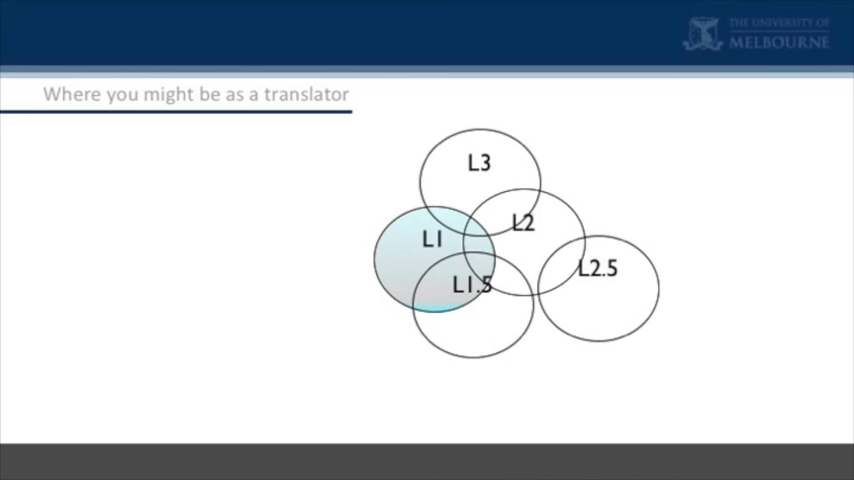 THE UNIVERSITY OF
MELBOURNE
Where you might be as a translator
L3
L2
L1
L2.5
L1.5